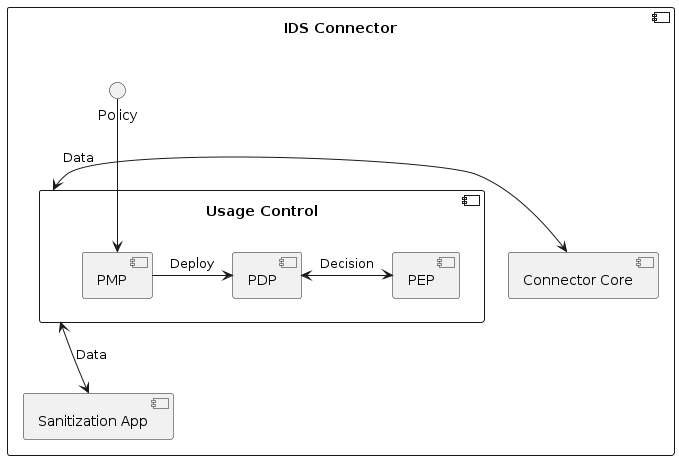 IDS Connector
Policy
Data
Usage Control
PMP
Deploy
PDP
Decision
PEP
Connector Core
Data
Sanitization App